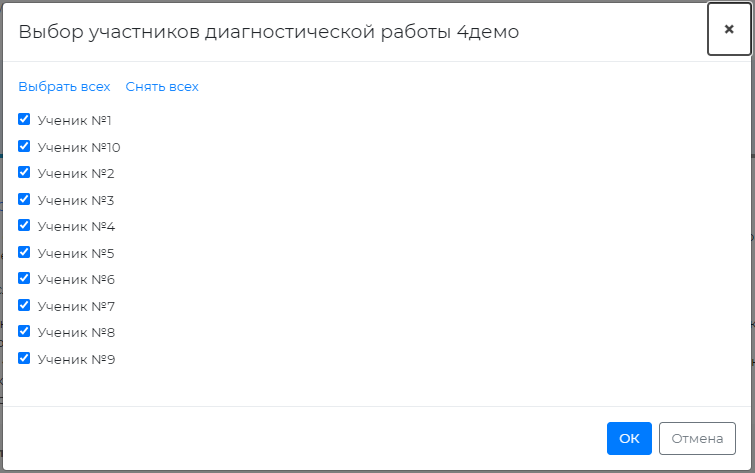 Выбор участников диагностической работы 4демо
×
Выбрать всех Снять всех
Ученик №1
Ученик №10
Ученик №2
Ученик №3
Ученик №4
Ученик №5
Ученик №6
Ученик №7
Ученик №8
Ученик №9
ОК Отмена